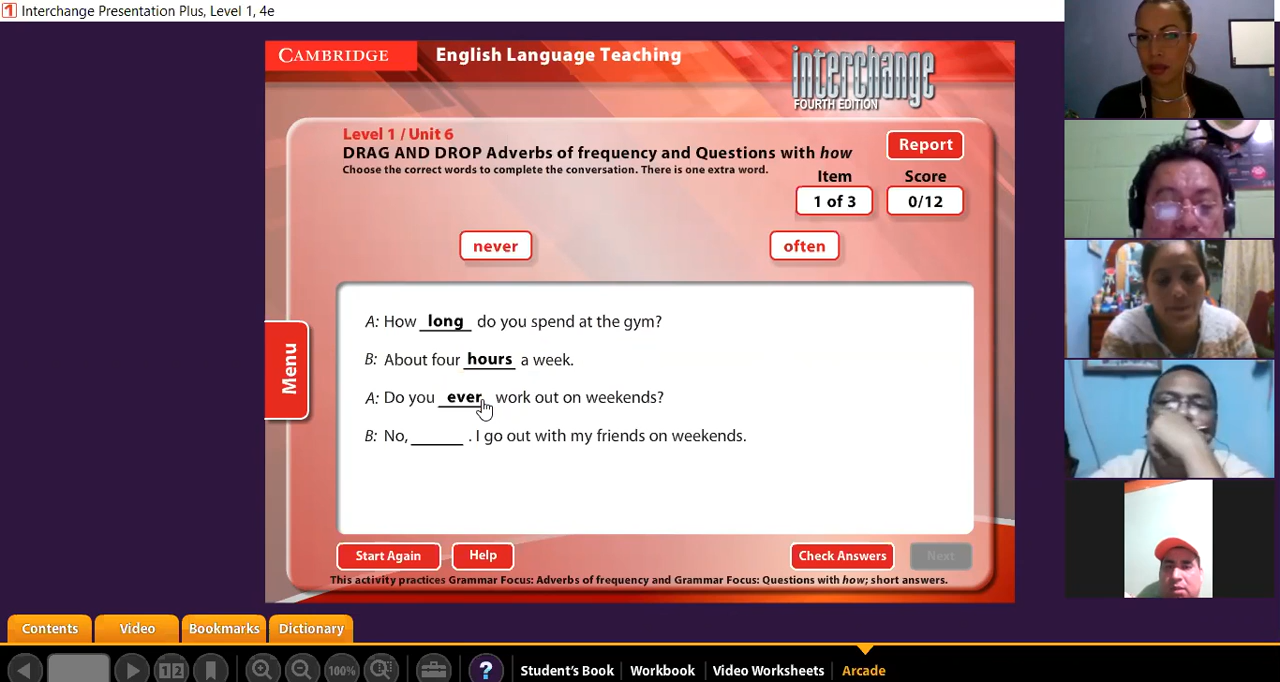 Interchange Presentation Plus, Level 1, 4e
CAMBRIDGE English Language Teaching
interchange
FOURTH EDITION
Level 1 / Unit 6
DRAG AND DROP Adverbs of frequency and Questions with how
Choose the correct words to complete the conversation. There is one extra word.
Report
Item Score
1 of 3 0/12
never often
A: How long do you spend at the gym?
B: About four hours a week.
A: Do you ever work out on weekends?
B: No, ______ . I go out with my friends on weekends.
Menu
Start Again Help Check Answers Next
This activity practices Grammar Focus: Adverbs of frequency and Grammar Focus: Questions with how; short answers.
Contents Video Bookmarks Dictionary
12 100% ? Student's Book Workbook Video Worksheets Arcade